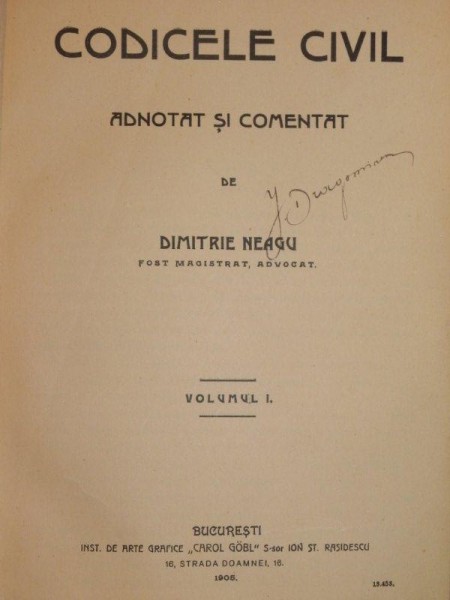 CODICELE CIVIL
ADNOTAT ȘI COMENTAT
DE
DIMITRIE NEAGU
FOST MAGISTRAT, ADVOCAT.
VOLUMUL I.
BUCUREȘTI
INST. DE ARTE GRAFICE „CAROL GÖBL" S-sor ION ST. RASIDESCU
16, STRADA DOAMNEI, 16.
1906.